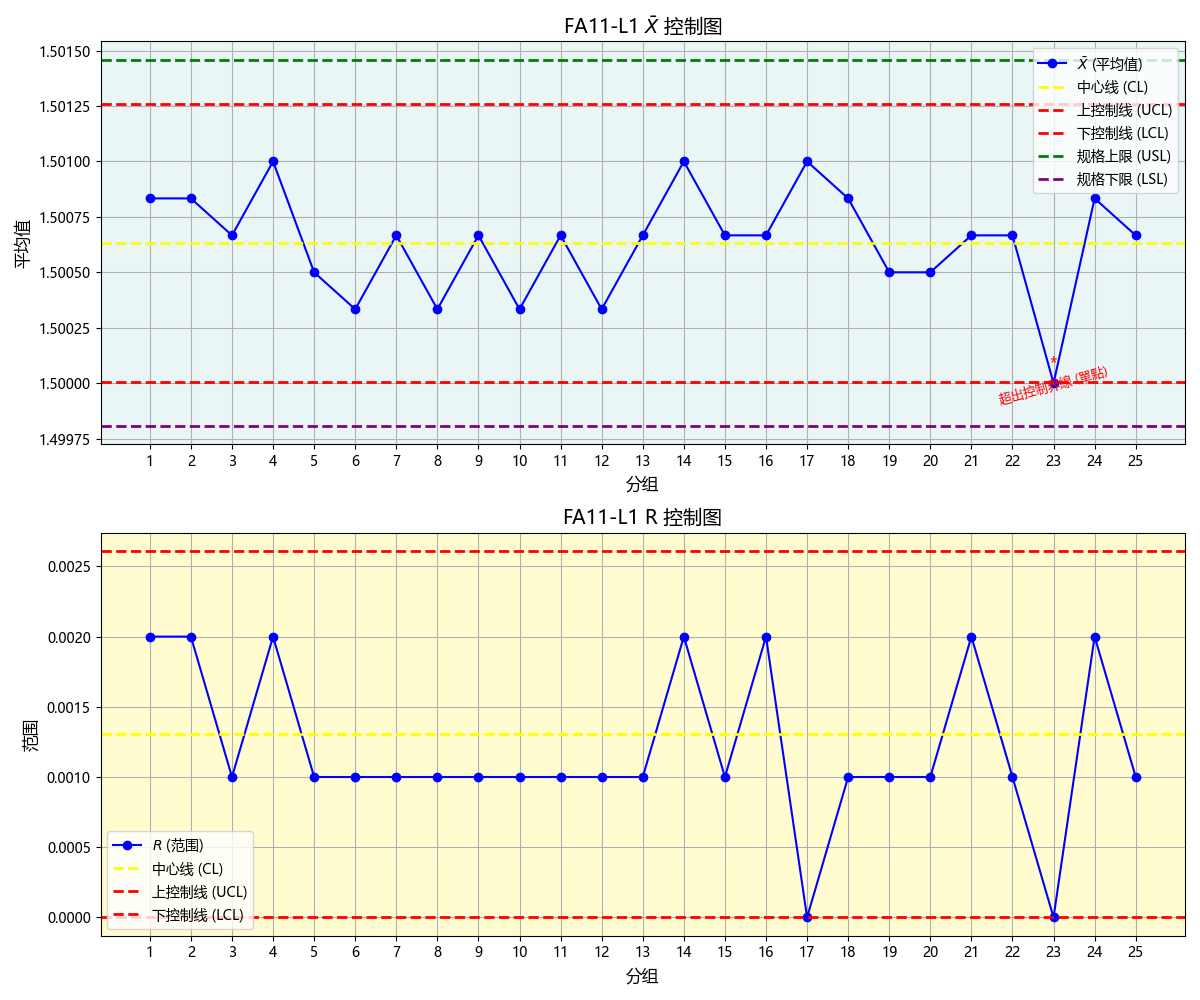 FA11-L1 X̄ 控制图
1.50150
1.50125
1.50100
1.50075
1.50050
1.50025
1.50000
1.49975
平均值
X̄ (平均值)
中心线 (CL)
上控制线 (UCL)
下控制线 (LCL)
规格上限 (USL)
规格下限 (LSL)
*
超出控制界線 (單點)
1 2 3 4 5 6 7 8 9 10 11 12 13 14 15 16 17 18 19 20 21 22 23 24 25
分组
FA11-L1 R 控制图
0.0025
0.0020
0.0015
0.0010
0.0005
0.0000
范围
R (范围)
中心线 (CL)
上控制线 (UCL)
下控制线 (LCL)
1 2 3 4 5 6 7 8 9 10 11 12 13 14 15 16 17 18 19 20 21 22 23 24 25
分组